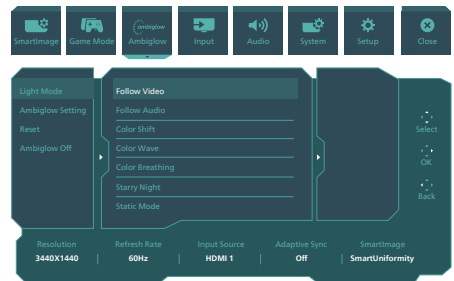 ambiglow
SmartImage Game Mode Ambiglow Input Audio System Setup Close
Light Mode
Ambiglow Setting
Reset
Ambiglow Off
Follow Video
Follow Audio
Color Shift
Color Wave
Color Breathing
Starry Night
Static Mode
Select
OK
Back
Resolution Refresh Rate Input Source Adaptive Sync SmartImage
3440X1440 | 60Hz | HDMI 1 | Off | SmartUniformity